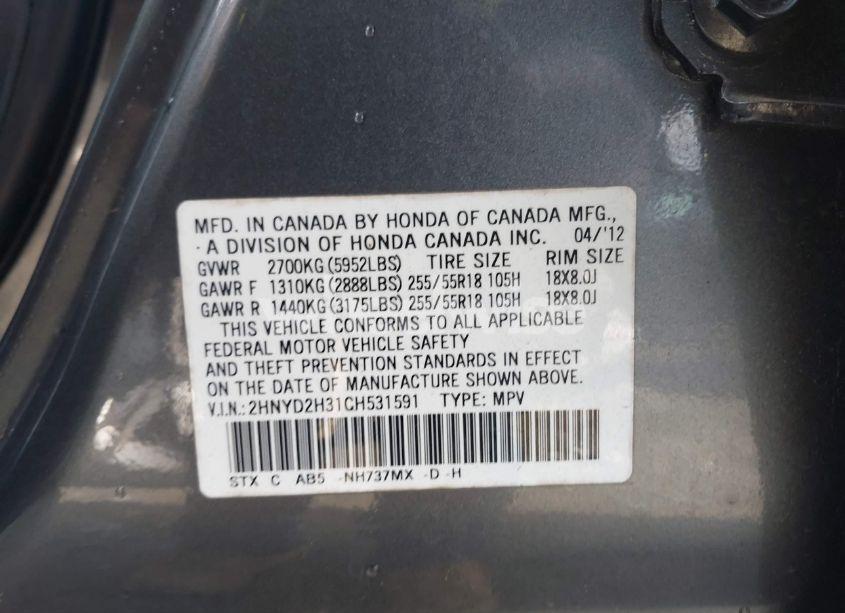 MFD. IN CANADA BY HONDA OF CANADA MFG.,
A DIVISION OF HONDA CANADA INC. 04/'12
GVWR 2700KG (5952LBS) TIRE SIZE RIM SIZE
GAWR F 1310KG (2888LBS) 255/55R18 105H 18X8.0J
GAWR R 1440KG (3175LBS) 255/55R18 105H 18X8.0J
THIS VEHICLE CONFORMS TO ALL APPLICABLE
FEDERAL MOTOR VEHICLE SAFETY
AND THEFT PREVENTION STANDARDS IN EFFECT
ON THE DATE OF MANUFACTURE SHOWN ABOVE.
V.I.N.: 2HNYD2H31CH531591 TYPE: MPV
STX C AB5 -NH737MX -D -H